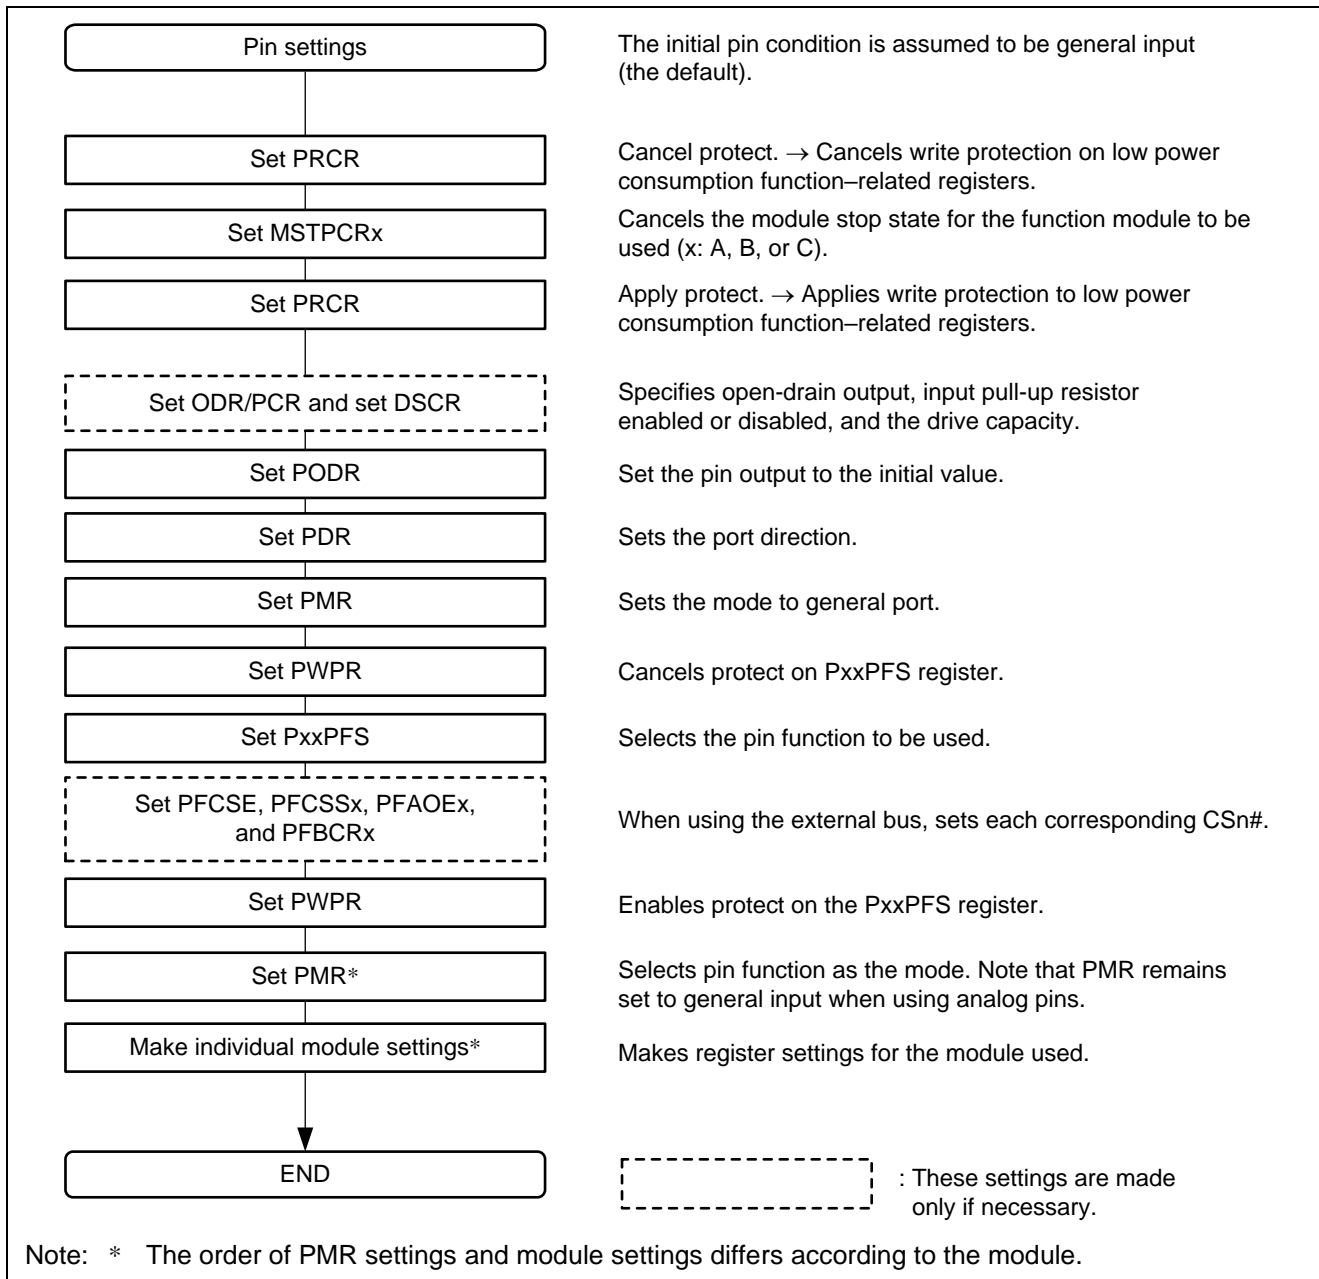 Pin settings
The initial pin condition is assumed to be general input
(the default).
Set PRCR
Cancel protect. → Cancels write protection on low power
consumption function–related registers.
Set MSTPCRx
Cancels the module stop state for the function module to be
used (x: A, B, or C).
Set PRCR
Apply protect. → Applies write protection to low power
consumption function–related registers.
Set ODR/PCR and set DSCR
Specifies open-drain output, input pull-up resistor
enabled or disabled, and the drive capacity.
Set PODR
Set the pin output to the initial value.
Set PDR
Sets the port direction.
Set PMR
Sets the mode to general port.
Set PWPR
Cancels protect on PxxPFS register.
Set PxxPFS
Selects the pin function to be used.
Set PFCSE, PFCSSx, PFAOEx,
and PFBCRx
When using the external bus, sets each corresponding CSn#.
Set PWPR
Enables protect on the PxxPFS register.
Set PMR*
Selects pin function as the mode. Note that PMR remains
set to general input when using analog pins.
Make individual module settings*
Makes register settings for the module used.
END
: These settings are made
only if necessary.
Note: * The order of PMR settings and module settings differs according to the module.